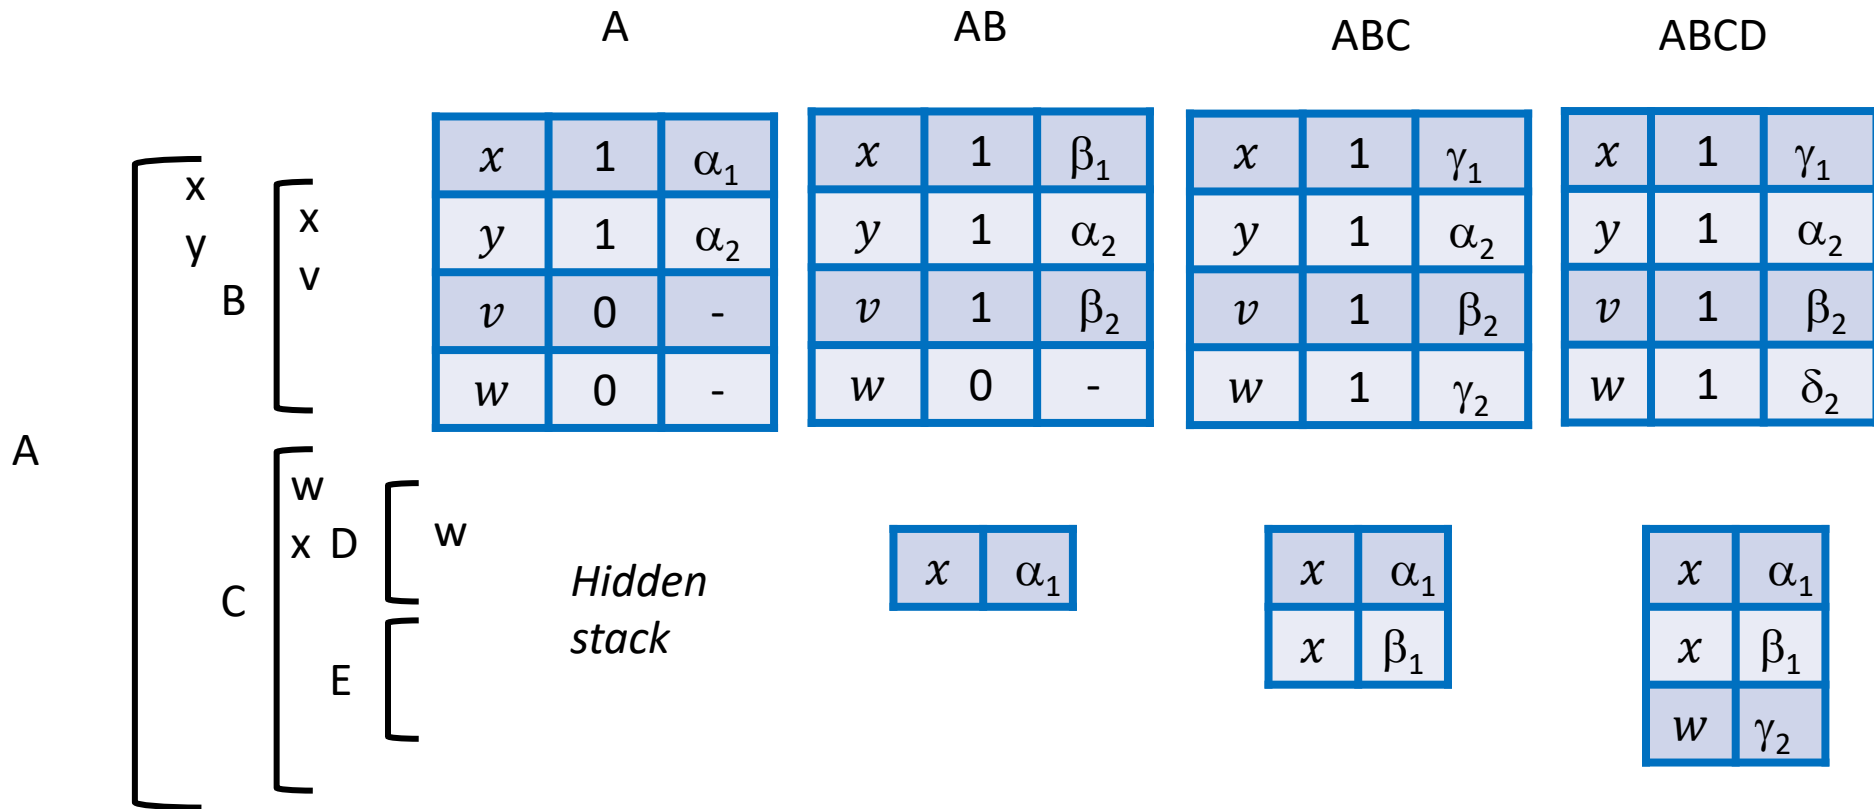 A AB ABC ABCD
x 1 α₁
y 1 α₂
v 0 -
w 0 -
x 1 β₁
y 1 α₂
v 1 β₂
w 0 -
x 1 γ₁
y 1 α₂
v 1 β₂
w 1 γ₂
x 1 γ₁
y 1 α₂
v 1 β₂
w 1 δ₂
A
x
y
B
x
v
C
w
x
D
w
E
Hidden
stack
x α₁
x α₁
x β₁
x α₁
x β₁
w γ₂